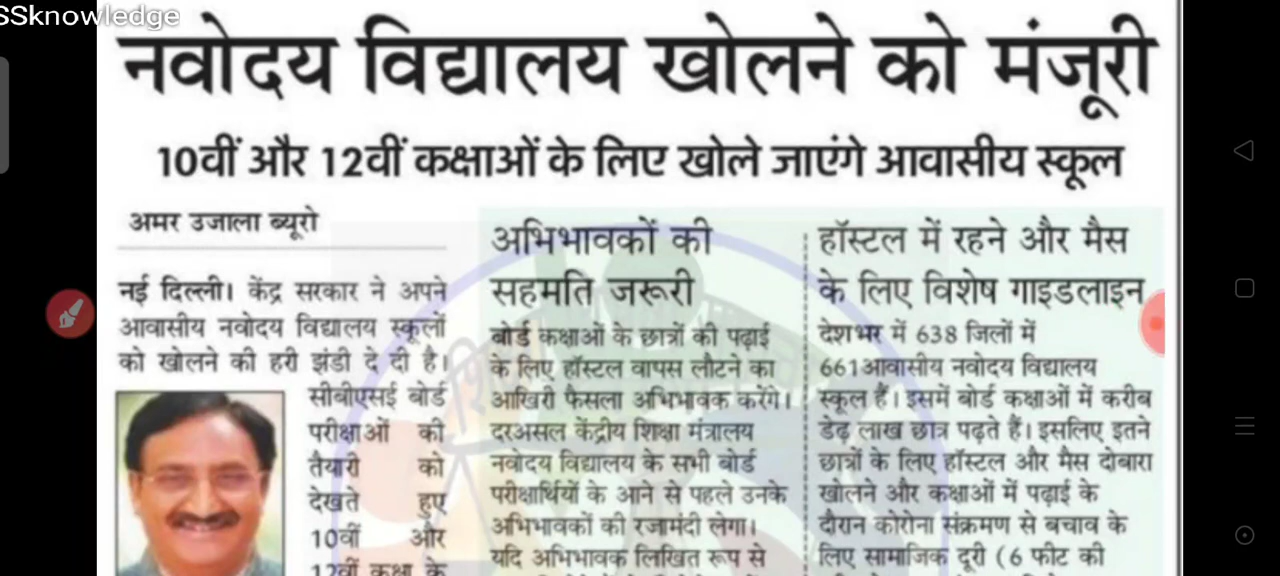 SSknowledge
नवोदय विद्यालय खोलने को मंजूरी
10वीं और 12वीं कक्षाओं के लिए खोले जाएंगे आवासीय स्कूल
अमर उजाला ब्यूरो
नई दिल्ली। केंद्र सरकार ने अपने
आवासीय नवोदय विद्यालय स्कूलों
को खोलने की हरी झंडी दे दी है।
सीबीएसई बोर्ड
परीक्षाओं की
तैयारी को
देखते हुए
10वीं और
12वीं कक्षा के
अभिभावकों की
सहमति जरूरी
बोर्ड कक्षाओं के छात्रों की पढ़ाई
के लिए हॉस्टल वापस लौटने का
आखिरी फैसला अभिभावक करेंगे।
दरअसल केंद्रीय शिक्षा मंत्रालय
नवोदय विद्यालय के सभी बोर्ड
परीक्षार्थियों के आने से पहले उनके
अभिभावकों की रजामंदी लेगा।
यदि अभिभावक लिखित रूप से
हॉस्टल में रहने और मैस
के लिए विशेष गाइडलाइन
देशभर में 638 जिलों में
661आवासीय नवोदय विद्यालय
स्कूल हैं। इसमें बोर्ड कक्षाओं में करीब
डेढ़ लाख छात्र पढ़ते हैं। इसलिए इतने
छात्रों के लिए हॉस्टल और मैस दोबारा
खोलने और कक्षाओं में पढ़ाई के
दौरान कोरोना संक्रमण से बचाव के
लिए सामाजिक दूरी (6 फीट की